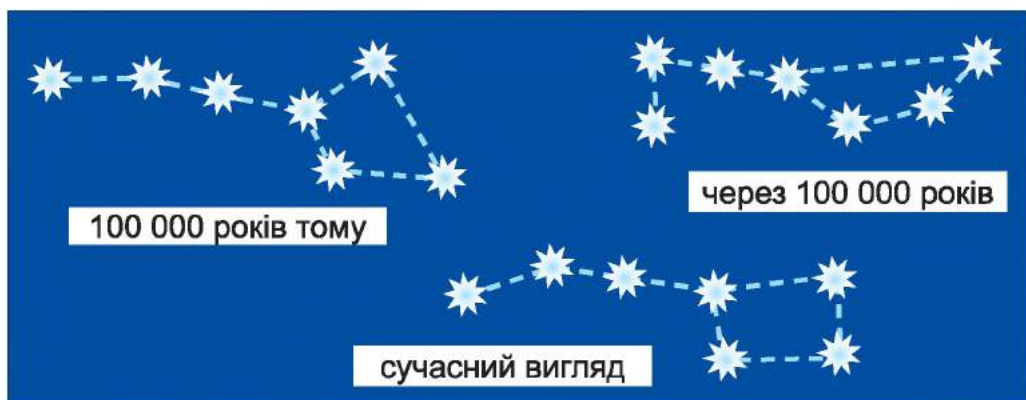 100 000 років тому
через 100 000 років
сучасний вигляд